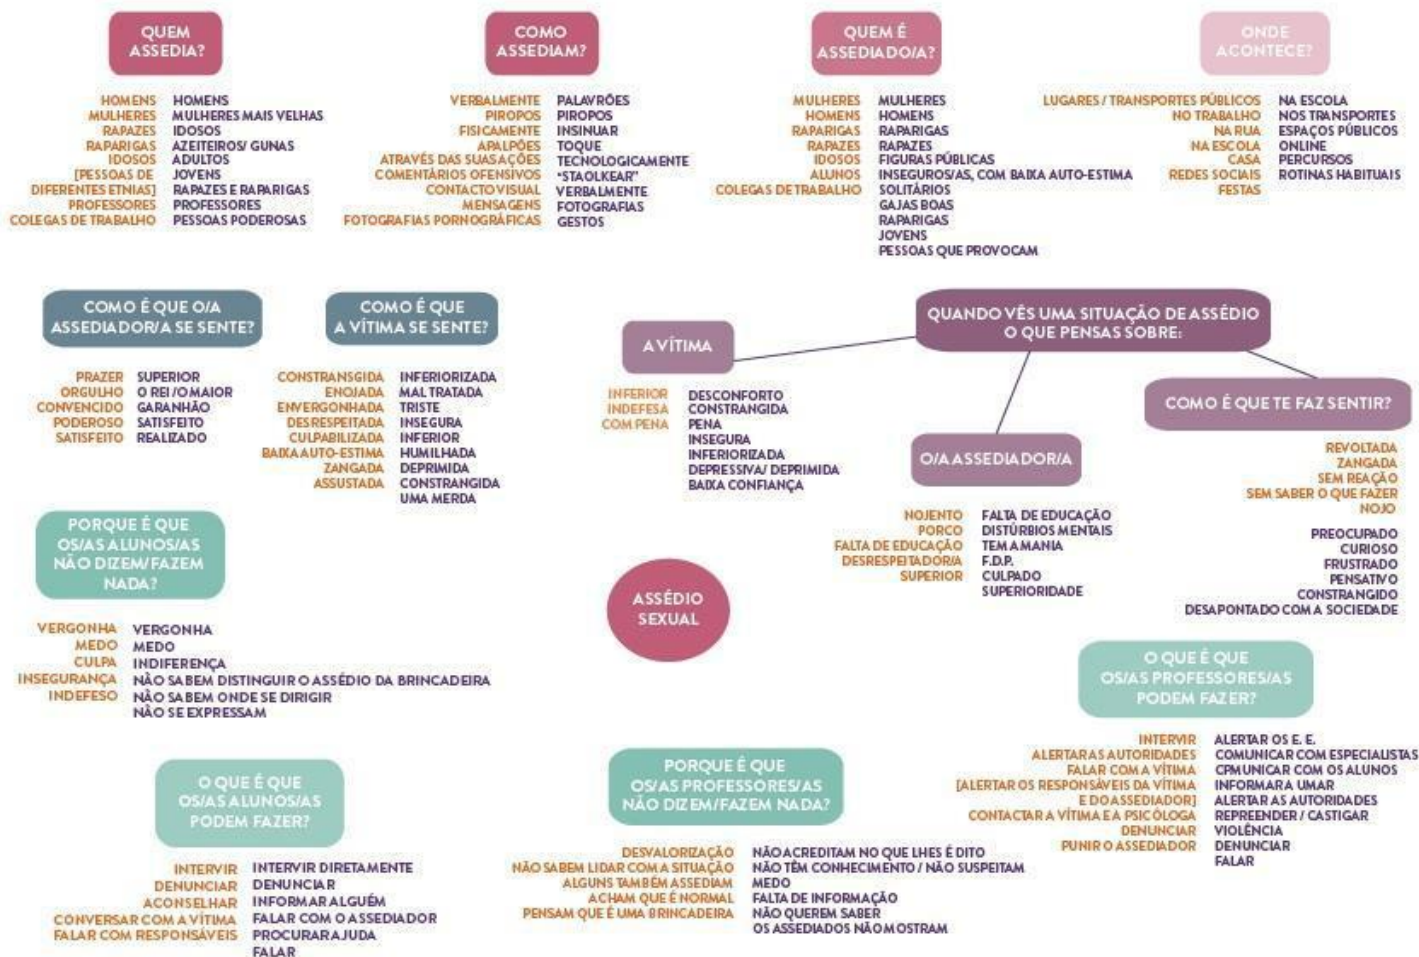 QUEM
ASSEDIA?
HOMENS
MULHERES
RAPAZES
RAPARIGAS
IDOSOS
[PESSOAS DE
DIFERENTES ETNIAS]
PROFESSORES
COLEGAS DE TRABALHO
HOMENS
MULHERES MAIS VELHAS
IDOSOS
AZEITEIROS/ GUNAS
ADULTOS
JOVENS
RAPAZES E RAPARIGAS
PROFESSORES
PESSOAS PODEROSAS
COMO
ASSEDIAM?
VERBALMENTE
PIROPOS
FISICAMENTE
APALPÕES
ATRAVÉS DAS SUAS AÇÕES
COMENTÁRIOS OFENSIVOS
CONTACTO VISUAL
MENSAGENS
FOTOGRAFIAS PORNOGRÁFICAS
PALAVRÕES
PIROPOS
INSINUAR
TOQUE
TECNOLOGICAMENTE
"STAOLKEAR"
VERBALMENTE
FOTOGRAFIAS
GESTOS
QUEM É
ASSEDIADO/A?
MULHERES
HOMENS
RAPARIGAS
RAPAZES
IDOSOS
ALUNOS
COLEGAS DE TRABALHO
MULHERES
HOMENS
RAPARIGAS
RAPAZES
FIGURAS PÚBLICAS
INSEGUROS/AS, COM BAIXA AUTO-ESTIMA
SOLITÁRIOS
GAJAS BOAS
RAPARIGAS
JOVENS
PESSOAS QUE PROVOCAM
ONDE
ACONTECE?
LUGARES / TRANSPORTES PÚBLICOS
NO TRABALHO
NA RUA
NA ESCOLA
CASA
REDES SOCIAIS
FESTAS
NA ESCOLA
NOS TRANSPORTES
ESPAÇOS PÚBLICOS
ONLINE
PERCURSOS
ROTINAS HABITUAIS
COMO É QUE O/A
ASSEDIADOR/A SE SENTE?
PRAZER
ORGULHO
CONVENCIDO
PODEROSO
SATISFEITO
SUPERIOR
O REI /O MAIOR
GARANHÃO
SATISFEITO
REALIZADO
COMO É QUE
A VÍTIMA SE SENTE?
CONSTRANSGIDA
ENOJADA
ENVERGONHADA
DESRESPEITADA
CULPABILIZADA
BAIXA AUTO-ESTIMA
ZANGADA
ASSUSTADA
INFERIORIZADA
MAL TRATADA
TRISTE
INSEGURA
INFERIOR
HUMILHADA
DEPRIMIDA
CONSTRANGIDA
UMA MERDA
QUANDO VÊS UMA SITUAÇÃO DE ASSÉDIO
O QUE PENSAS SOBRE:
A VÍTIMA
INFERIOR
INDEFESA
COM PENA
DESCONFORTO
CONSTRANGIDA
PENA
INSEGURA
INFERIORIZADA
DEPRESSIVA/ DEPRIMIDA
BAIXA CONFIANÇA
O/A ASSEDIADOR/A
NOJENTO
PORCO
FALTA DE EDUCAÇÃO
DESRESPEITADOR/A
SUPERIOR
FALTA DE EDUCAÇÃO
DISTÚRBIOS MENTAIS
TEM A MANIA
F.D.P.
CULPADO
SUPERIORIDADE
COMO É QUE TE FAZ SENTIR?
REVOLTADA
ZANGADA
SEM REAÇÃO
SEM SABER O QUE FAZER
NOJO
PREOCUPADO
CURIOSO
FRUSTRADO
PENSATIVO
CONSTRANGIDO
DESAPONTADO COM A SOCIEDADE
PORQUE É QUE
OS/AS ALUNOS/AS
NÃO DIZEM/FAZEM
NADA?
VERGONHA
MEDO
CULPA
INSEGURANÇA
INDEFESO
VERGONHA
MEDO
INDIFERENÇA
NÃO SABEM DISTINGUIR O ASSÉDIO DA BRINCADEIRA
NÃO SABEM ONDE SE DIRIGIR
NÃO SE EXPRESSAM
ASSÉDIO
SEXUAL
O QUE É QUE
OS/AS PROFESSORES/AS
PODEM FAZER?
INTERVIR
ALERTAR AS AUTORIDADES
FALAR COM A VÍTIMA
[ALERTAR OS RESPONSÁVEIS DA VÍTIMA
E DO ASSEDIADOR]
CONTACTAR A VÍTIMA E A PSICÓLOGA
DENUNCIAR
PUNIR O ASSEDIADOR
ALERTAR OS E. E.
COMUNICAR COM ESPECIALISTAS
CPMUNICAR COM OS ALUNOS
INFORMAR A UMAR
ALERTAR AS AUTORIDADES
REPREENDER / CASTIGAR
VIOLÊNCIA
DENUNCIAR
FALAR
O QUE É QUE
OS/AS ALUNOS/AS
PODEM FAZER?
INTERVIR
DENUNCIAR
ACONSELHAR
CONVERSAR COM A VÍTIMA
FALAR COM RESPONSÁVEIS
INTERVIR DIRETAMENTE
DENUNCIAR
INFORMAR ALGUÉM
FALAR COM O ASSEDIADOR
PROCURAR AJUDA
FALAR
PORQUE É QUE
OS/AS PROFESSORES/AS
NÃO DIZEM/FAZEM NADA?
DESVALORIZAÇÃO
NÃO SABEM LIDAR COM A SITUAÇÃO
ALGUNS TAMBÉM ASSEDIAM
ACHAM QUE É NORMAL
PENSAM QUE É UMA BRINCADEIRA
NÃO ACREDITAM NO QUE LHES É DITO
NÃO TÊM CONHECIMENTO / NÃO SUSPEITAM
MEDO
FALTA DE INFORMAÇÃO
NÃO QUEREM SABER
OS ASSEDIADOS NÃO MOSTRAM